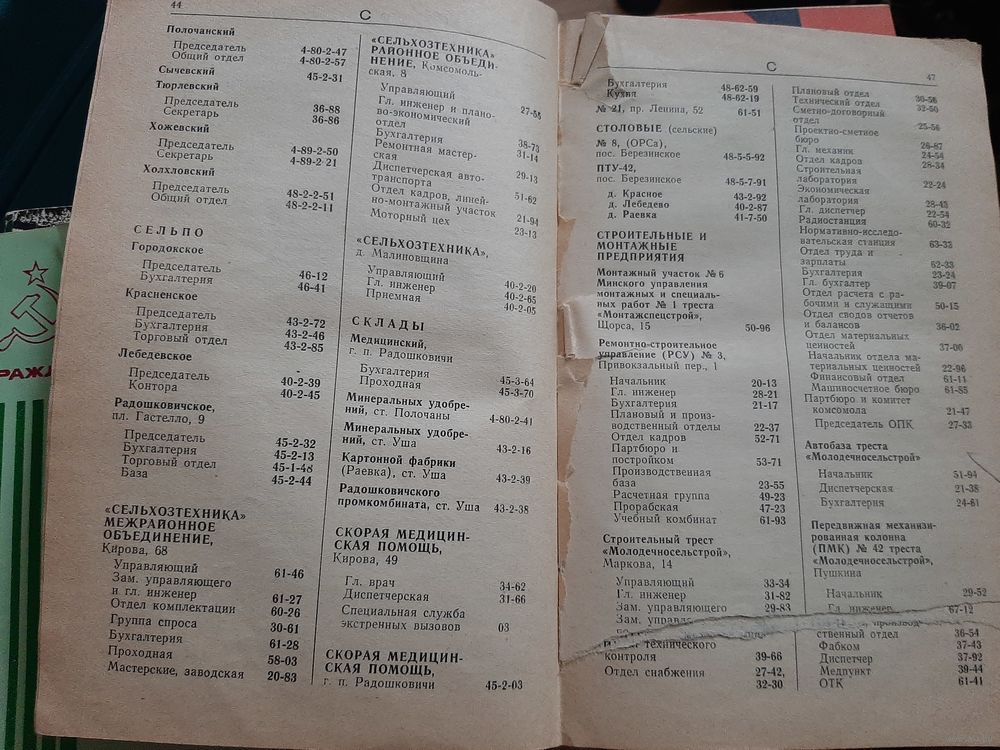 44
С
Полочанский
Председатель 4-80-2-47
Общий отдел 4-80-2-57
Сычевский 45-2-31
Тюрлевский
Председатель 36-88
Секретарь 36-86
Хожевский
Председатель 4-89-2-50
Секретарь 4-89-2 21
Холхловский
Председатель 48-2-2-51
Общий отдел 48-2-2-11
СЕЛЬПО
Городокское
Председатель 46-12
Бухгалтерия 46-41
Красненское
Председатель 43-2-72
Бухгалтерия 43-2-46
Торговый отдел 43-2-85
Лебедевское
Председатель 40-2-39
Контора 40-2-45
Радошковичское,
пл. Гастелло, 9
Председатель 45-2-32
Бухгалтерия 45-2-13
Торговый отдел 45-1-48
База 45-2-44
«СЕЛЬХОЗТЕХНИКА»
МЕЖРАЙОННОЕ
ОБЪЕДИНЕНИЕ,
Кирова, 68
Управляющий 61-46
Зам. управляющего
и гл. инженер 61-27
Отдел комплектации 60-26
Группа спроса 30-61
Бухгалтерия 61-28
Проходная 58-03
Мастерские, заводская 20-83
«СЕЛЬХОЗТЕХНИКА»
РАЙОННОЕ ОБЪЕДИ-
НЕНИЕ, Комсомоль-
ская, 8
Управляющий
Гл. инженер и плано- 27-55
во-экономический
отдел
Бухгалтерия 38-73
Ремонтная мастер- 31-14
ская
Диспетчерская авто- 29-13
транспорта
Отдел кадров, линей- 51-62
но-монтажный участок 21-94
Моторный цех 23-13
«СЕЛЬХОЗТЕХНИКА»,
д. Малиновщина
Управляющий 40-2-20
Гл. инженер 40-2-65
Приемная 40-2-05
СКЛАДЫ
Медицинский,
г. п. Радошковичи
Бухгалтерия 45-3-64
Проходная 45-3-70
Минеральных удобре-
ний, ст. Полочаны 4-80-2-41
Минеральных удобре-
ний, ст. Уша 43-2-16
Картонной фабрики
(Раевка), ст. Уша 43-2-39
Радошковичского
промкомбината, ст. Уша 43-2-38
СКОРАЯ МЕДИЦИН-
СКАЯ ПОМОЩЬ,
Кирова, 49
Гл. врач 34-62
Диспетчерская 31-66
Специальная служба
экстренных вызовов 03
СКОРАЯ МЕДИЦИН-
СКАЯ ПОМОЩЬ,
г. п. Радошковичи 45-2-03
С
47
Бухгалтерия 48-62-59
Кухня 48-62-19
№ 21, пр. Ленина, 52 61-51
СТОЛОВЫЕ (сельские)
№ 8, (ОРСа),
пос. Березинское 48-5-5-92
ПТУ-42,
пос. Березинское 48-5-7-91
д. Красное 43-2-92
д. Лебедево 40-2-87
д. Раевка 41-7-50
СТРОИТЕЛЬНЫЕ И
МОНТАЖНЫЕ
ПРЕДПРИЯТИЯ
Монтажный участок № 6
Минского управления
монтажных и специаль-
ных работ № 1 треста
«Монтажспецстрой»,
Щорса, 15 50-96
Ремонтно-строительное
управление (РСУ) № 3,
Привокзальный пер., 1
Начальник 20-13
Гл. инженер 28-21
Бухгалтерия 21-17
Плановый и произ-
водственный отделы 22-37
Отдел кадров 52-71
Партбюро и
постройком 53-71
Производственная
база 23-55
Расчетная группа 49-23
Прорабская 47-23
Учебный комбинат 61-93
Строительный трест
«Молодечносельстрой»,
Маркова, 14
Управляющий 33-34
Гл. инженер 31-82
Зам. управляющего 29-83
Зам.
технического
контроля 39-66
Отдел снабжения 27-42,
32-30
Плановый отдел
Технический отдел 30-56
Сметно-договорный 32-50
отдел
Проектно-сметное 25-56
бюро
Гл. механик 26-87
Отдел кадров 24-54
Строительная 28-34
лаборатория
Экономическая 22-24
лаборатория
Гл. диспетчер 28-43
Радиостанция 22-54
Нормативно-исследо- 60-32
вательская станция
Отдел труда и 63-33
зарплаты
Бухгалтерия 62-33
Гл. бухгалтер 23-24
Отдел расчета с ра- 39-07
бочими и служащими
Отдел сводов отчетов 50-15
и балансов
Отдел материальных 36-02
ценностей
Начальник отдела ма- 37-00
териальных ценностей
Финансовый отдел 22-96
Машиносчетное бюро 61-11
Партбюро и комитет 61-85
комсомола
Председатель ОПК 21-47
27-33
Автобаза треста
«Молодечносельстрой»
Начальник 51-94
Диспетчерская 21-38
Бухгалтерия 24-61
Передвижная механизи-
рованная колонна
(ПМК) № 42 треста
«Молодечносельстрой»,
Пушкина
Начальник 29-52
Гл. инженер 67-12
производ-
ственный отдел 36-54
Фабком 37-43
Диспетчер 37-92
Медпункт 39-44
ОТК 61-41